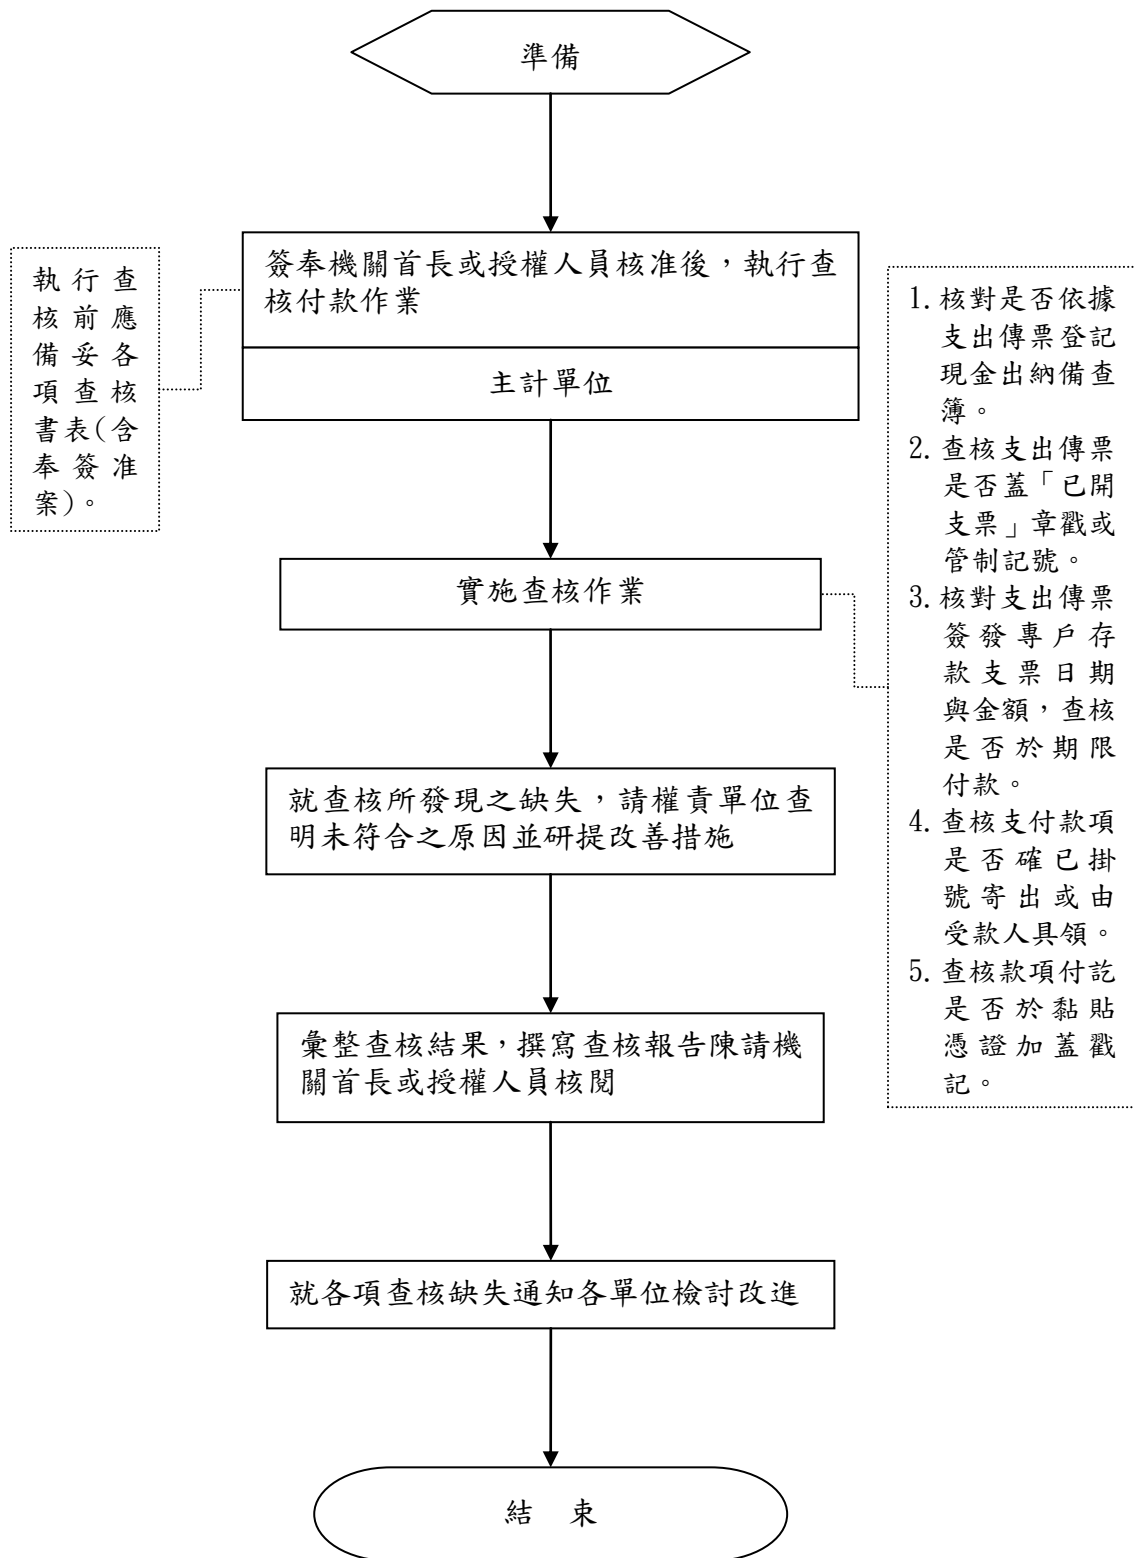 準備
簽奉機關首長或授權人員核准後，執行查
核付款作業
主計單位
執行查
核前應
備妥各
項查核
書表(含
奉簽准
案)。
實施查核作業
1.核對是否依據
支出傳票登記
現金出納備查
簿。
2.查核支出傳票
是否蓋「已開
支票」章戳或
管制記號。
3.核對支出傳票
簽發專戶存
款支票日期
與金額，查核
是否於期限
付款。
4.查核支付款項
是否確已掛
號寄出或由
受款人具領。
5.查核款項付訖
是否於黏貼
憑證加蓋戳
記。
就查核所發現之缺失，請權責單位查
明未符合之原因並研提改善措施
彙整查核結果，撰寫查核報告陳請機
關首長或授權人員核閱
就各項查核缺失通知各單位檢討改進
結 束